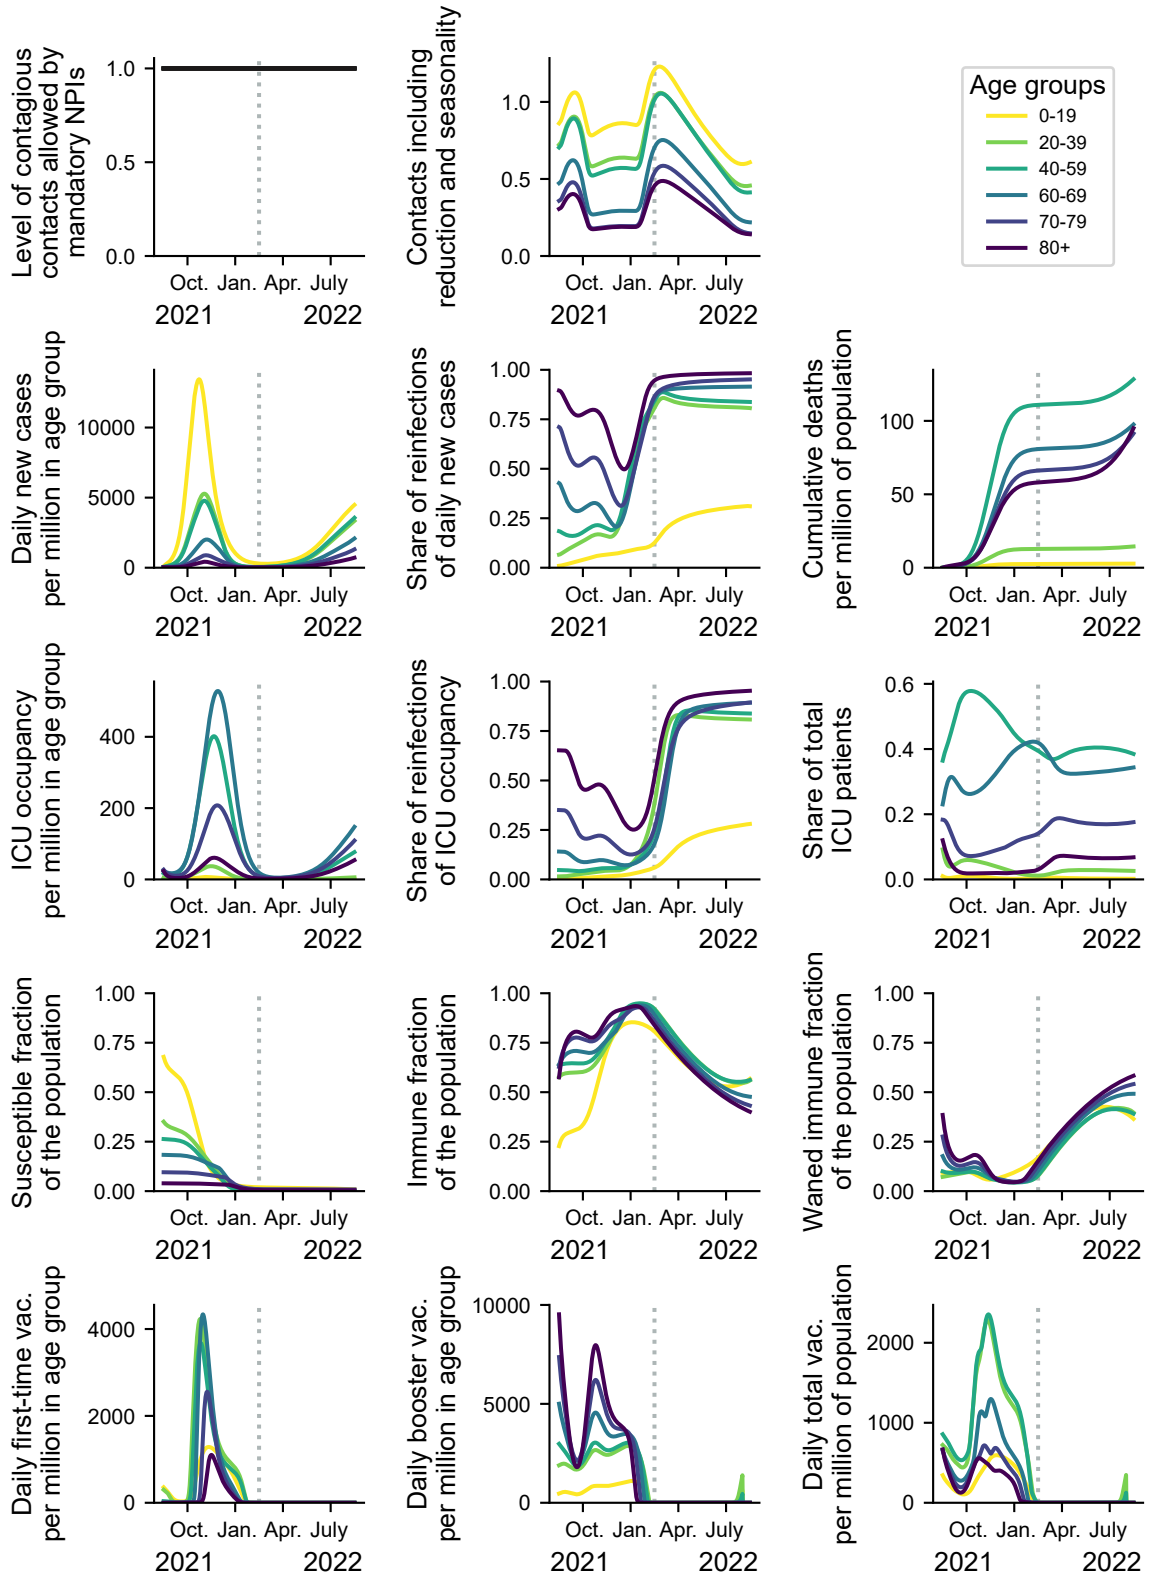 Level of contagious
contacts allowed by
mandatory NPIs
1.0
0.5
0.0
Oct. Jan. Apr. July
2021 2022
Contacts including
reduction and seasonality
1.0
0.5
0.0
Oct. Jan. Apr. July
2021 2022
Age groups
0-19
20-39
40-59
60-69
70-79
80+
Daily new cases
per million in age group
10000
5000
0
Oct. Jan. Apr. July
2021 2022
Share of reinfections
of daily new cases
1.00
0.75
0.50
0.25
0.00
Oct. Jan. Apr. July
2021 2022
Cumulative deaths
per million of population
100
50
0
Oct. Jan. Apr. July
2021 2022
ICU occupancy
per million in age group
400
200
0
Oct. Jan. Apr. July
2021 2022
Share of reinfections
of ICU occupancy
1.00
0.75
0.50
0.25
0.00
Oct. Jan. Apr. July
2021 2022
Share of total
ICU patients
0.6
0.4
0.2
0.0
Oct. Jan. Apr. July
2021 2022
Susceptible fraction
of the population
1.00
0.75
0.50
0.25
0.00
Oct. Jan. Apr. July
2021 2022
Immune fraction
of the population
1.00
0.75
0.50
0.25
0.00
Oct. Jan. Apr. July
2021 2022
Waned immune fraction
of the population
1.00
0.75
0.50
0.25
0.00
Oct. Jan. Apr. July
2021 2022
Daily first-time vac.
per million in age group
4000
2000
0
Oct. Jan. Apr. July
2021 2022
Daily booster vac.
per million in age group
10000
5000
0
Oct. Jan. Apr. July
2021 2022
Daily total vac.
per million of population
2000
1000
0
Oct. Jan. Apr. July
2021 2022